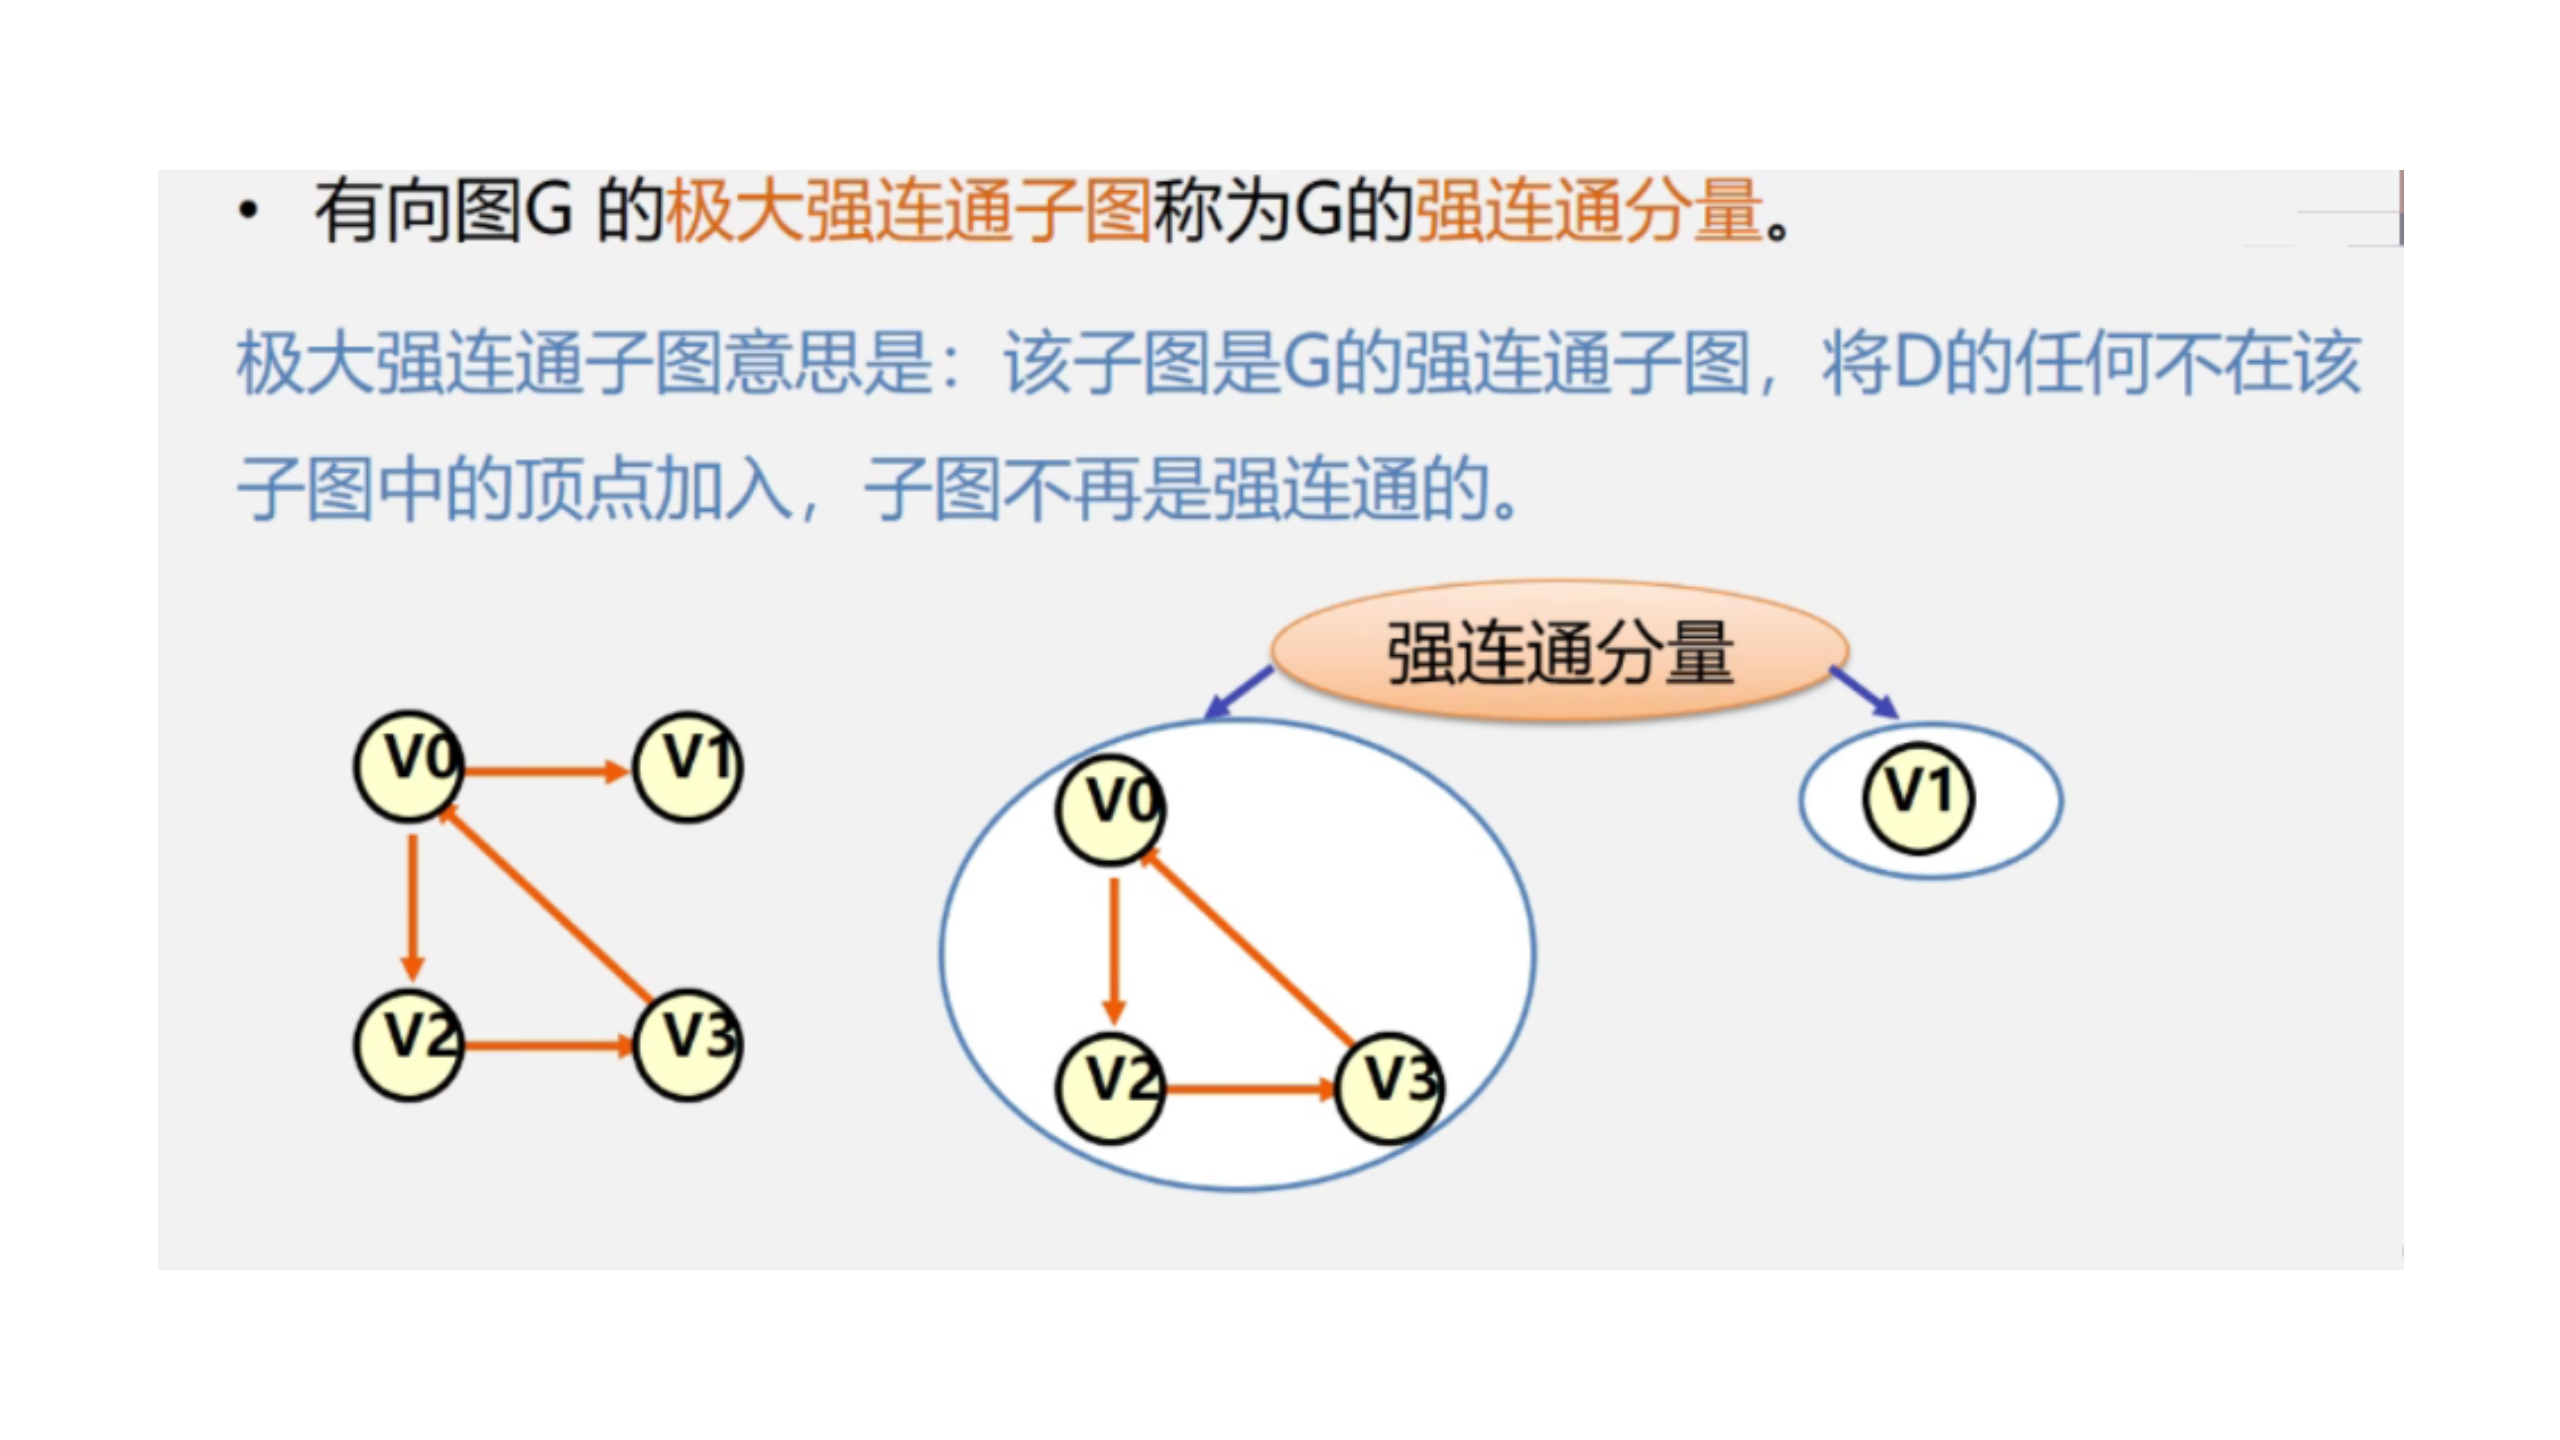 • 有向图G 的极大强连通子图称为G的强连通分量。
极大强连通子图意思是：该子图是G的强连通子图，将D的任何不在该
子图中的顶点加入，子图不再是强连通的。
强连通分量
V0
V1
V2
V3
V0
V2
V3
V1